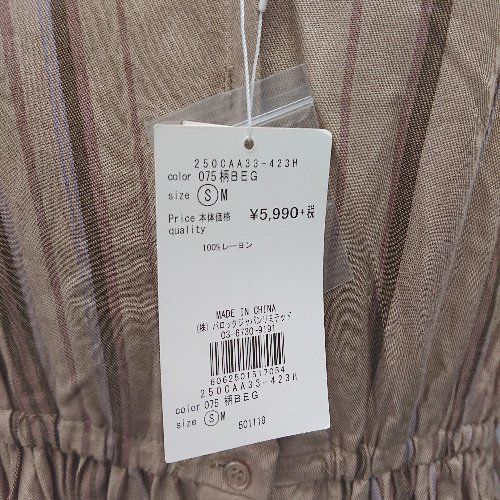 250CAA33-423H
color 075 柄BEG
size Ⓢ M
Price 本体価格 ¥5,990+税
quality
100%レーヨン
MADE IN CHINA
(株)バロックジャパンリミテッド
03-6730-9191
6062501517054
250CAA33-423H
color 075 柄BEG
size Ⓢ M
501119